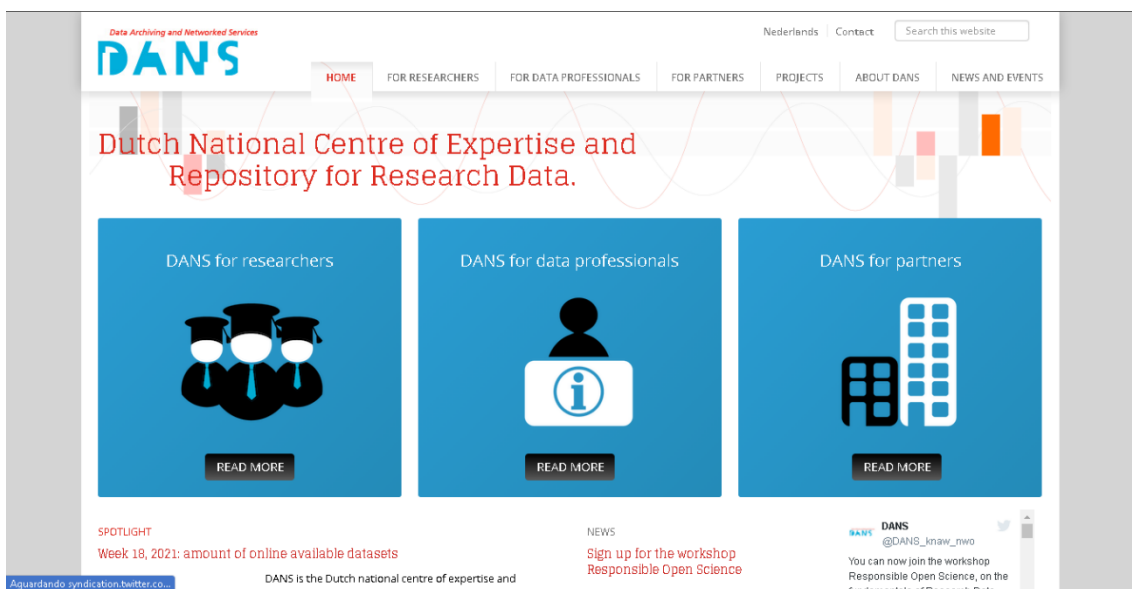 Data Archiving and Networked Services
DANS
Nederlands
Contact
Search this website
HOME
FOR RESEARCHERS
FOR DATA PROFESSIONALS
FOR PARTNERS
PROJECTS
ABOUT DANS
NEWS AND EVENTS
Dutch National Centre of Expertise and
Repository for Research Data.
DANS for researchers
READ MORE
DANS for data professionals
READ MORE
DANS for partners
READ MORE
SPOTLIGHT
Week 18, 2021: amount of online available datasets
DANS is the Dutch national centre of expertise and
NEWS
Sign up for the workshop
Responsible Open Science
DANS
DANS
@DANS_knaw_nwo
You can now join the workshop
Responsible Open Science, on the
fundamentals of Research Data
Aguardando syndication.twitter.co...